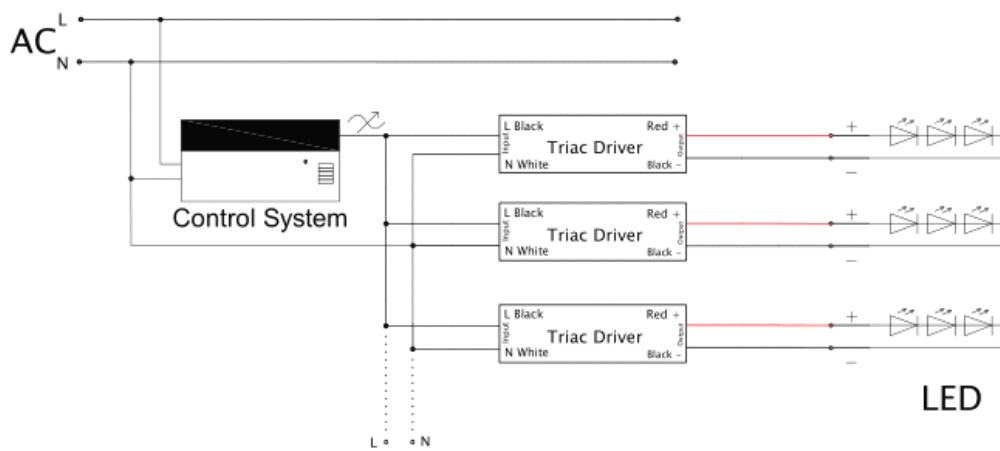 L
AC
N
Control System
L Black Red +
Input Triac Driver Output
N White Black -
+
-
L Black Red +
Input Triac Driver Output
N White Black -
+
-
L Black Red +
Input Triac Driver Output
N White Black -
+
-
LED
L N